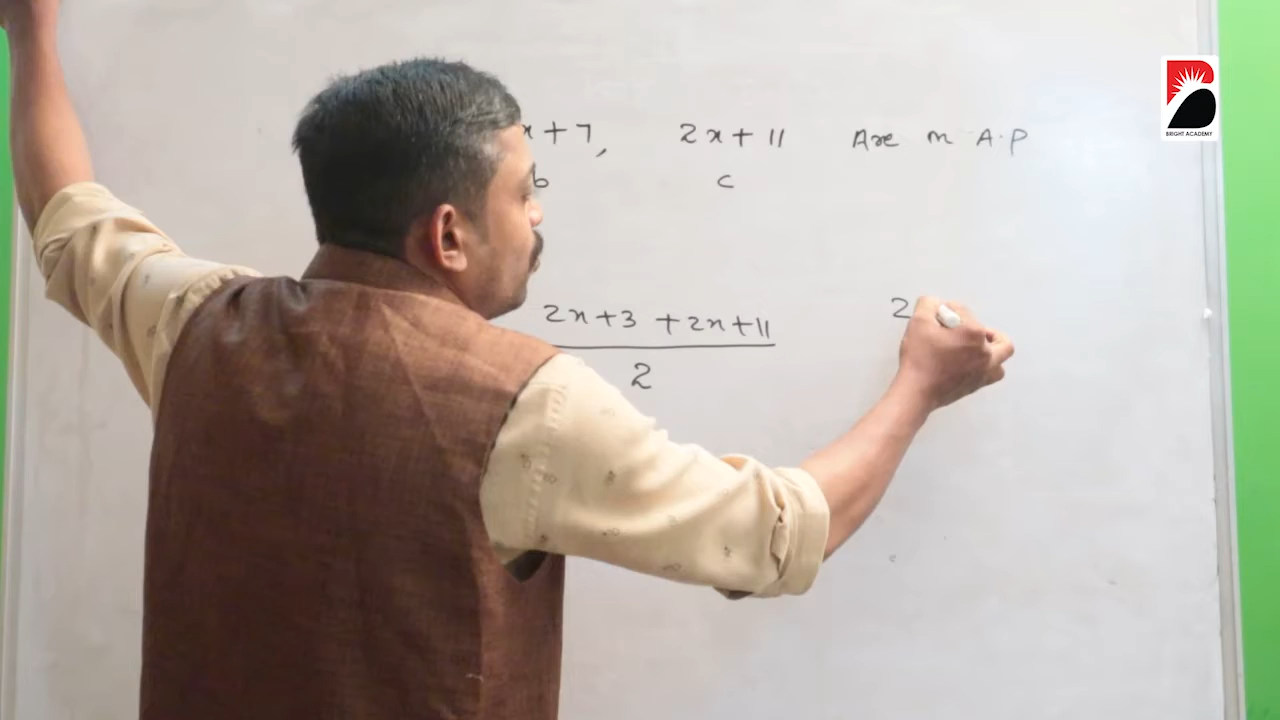 x+7, 2x+11 Are in A.P
b c
2x+3 +2x+11
2
2
BRIGHT ACADEMY